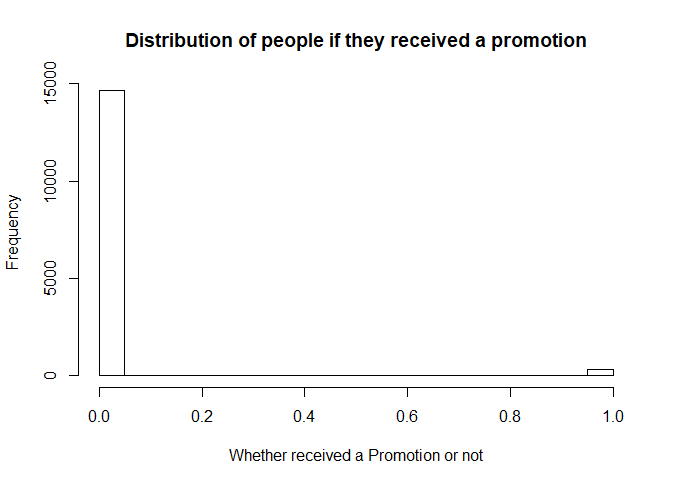 Distribution of people if they received a promotion
15000
10000
5000
0
Frequency
0.0 0.2 0.4 0.6 0.8 1.0
Whether received a Promotion or not